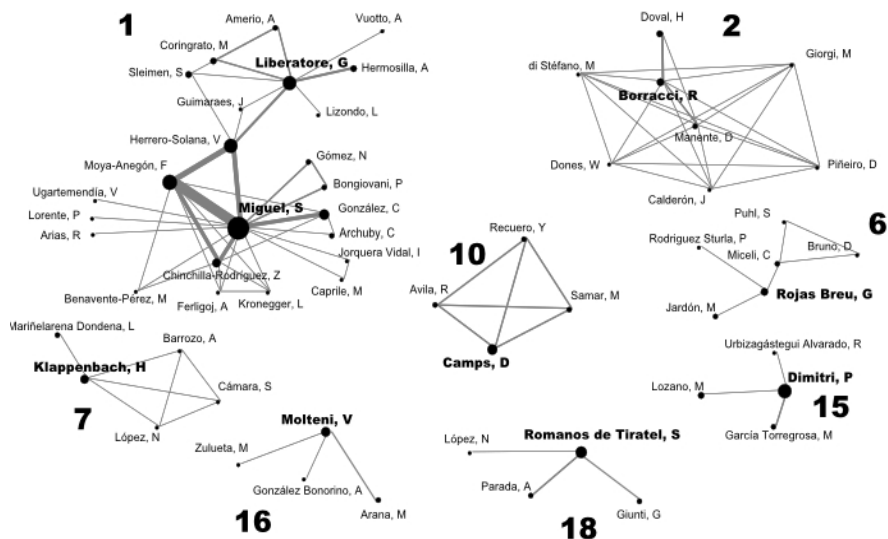 1
Amerio, A
Vuotto, A
Coringrato, M
Liberatore, G
Sleimen, S
Hermosilla, A
Guimaraes, J
Lizondo, L
Herrero-Solana, V
Moya-Anegón, F
Gómez, N
Bongiovani, P
Ugartemendía, V
Miguel, S
González, C
Lorente, P
Arias, R
Archuby, C
Jorquera Vidal, I
Chinchilla-Rodríguez, Z
Caprile, M
Benavente-Pérez, M
Ferligoj, A
Kronegger, L
2
Doval, H
Giorgi, M
di Stéfano, M
Borracci, R
Manente, D
Dones, W
Piñeiro, D
Calderón, J
6
Puhl, S
Rodriguez Sturla, P
Bruno, D
Miceli, C
Rojas Breu, G
Jardón, M
10
Recuero, Y
Avila, R
Samar, M
Camps, D
Mariñelarena Dondena, L
Barrozo, A
Klappenbach, H
Cámara, S
7
López, N
Urbizagástegui Alvarado, R
Dimitri, P
Lozano, M
15
García Torregrosa, M
Molteni, V
Zulueta, M
González Bonorino, A
Arana, M
16
Romanos de Tiratel, S
López, N
Parada, A
Giunti, G
18